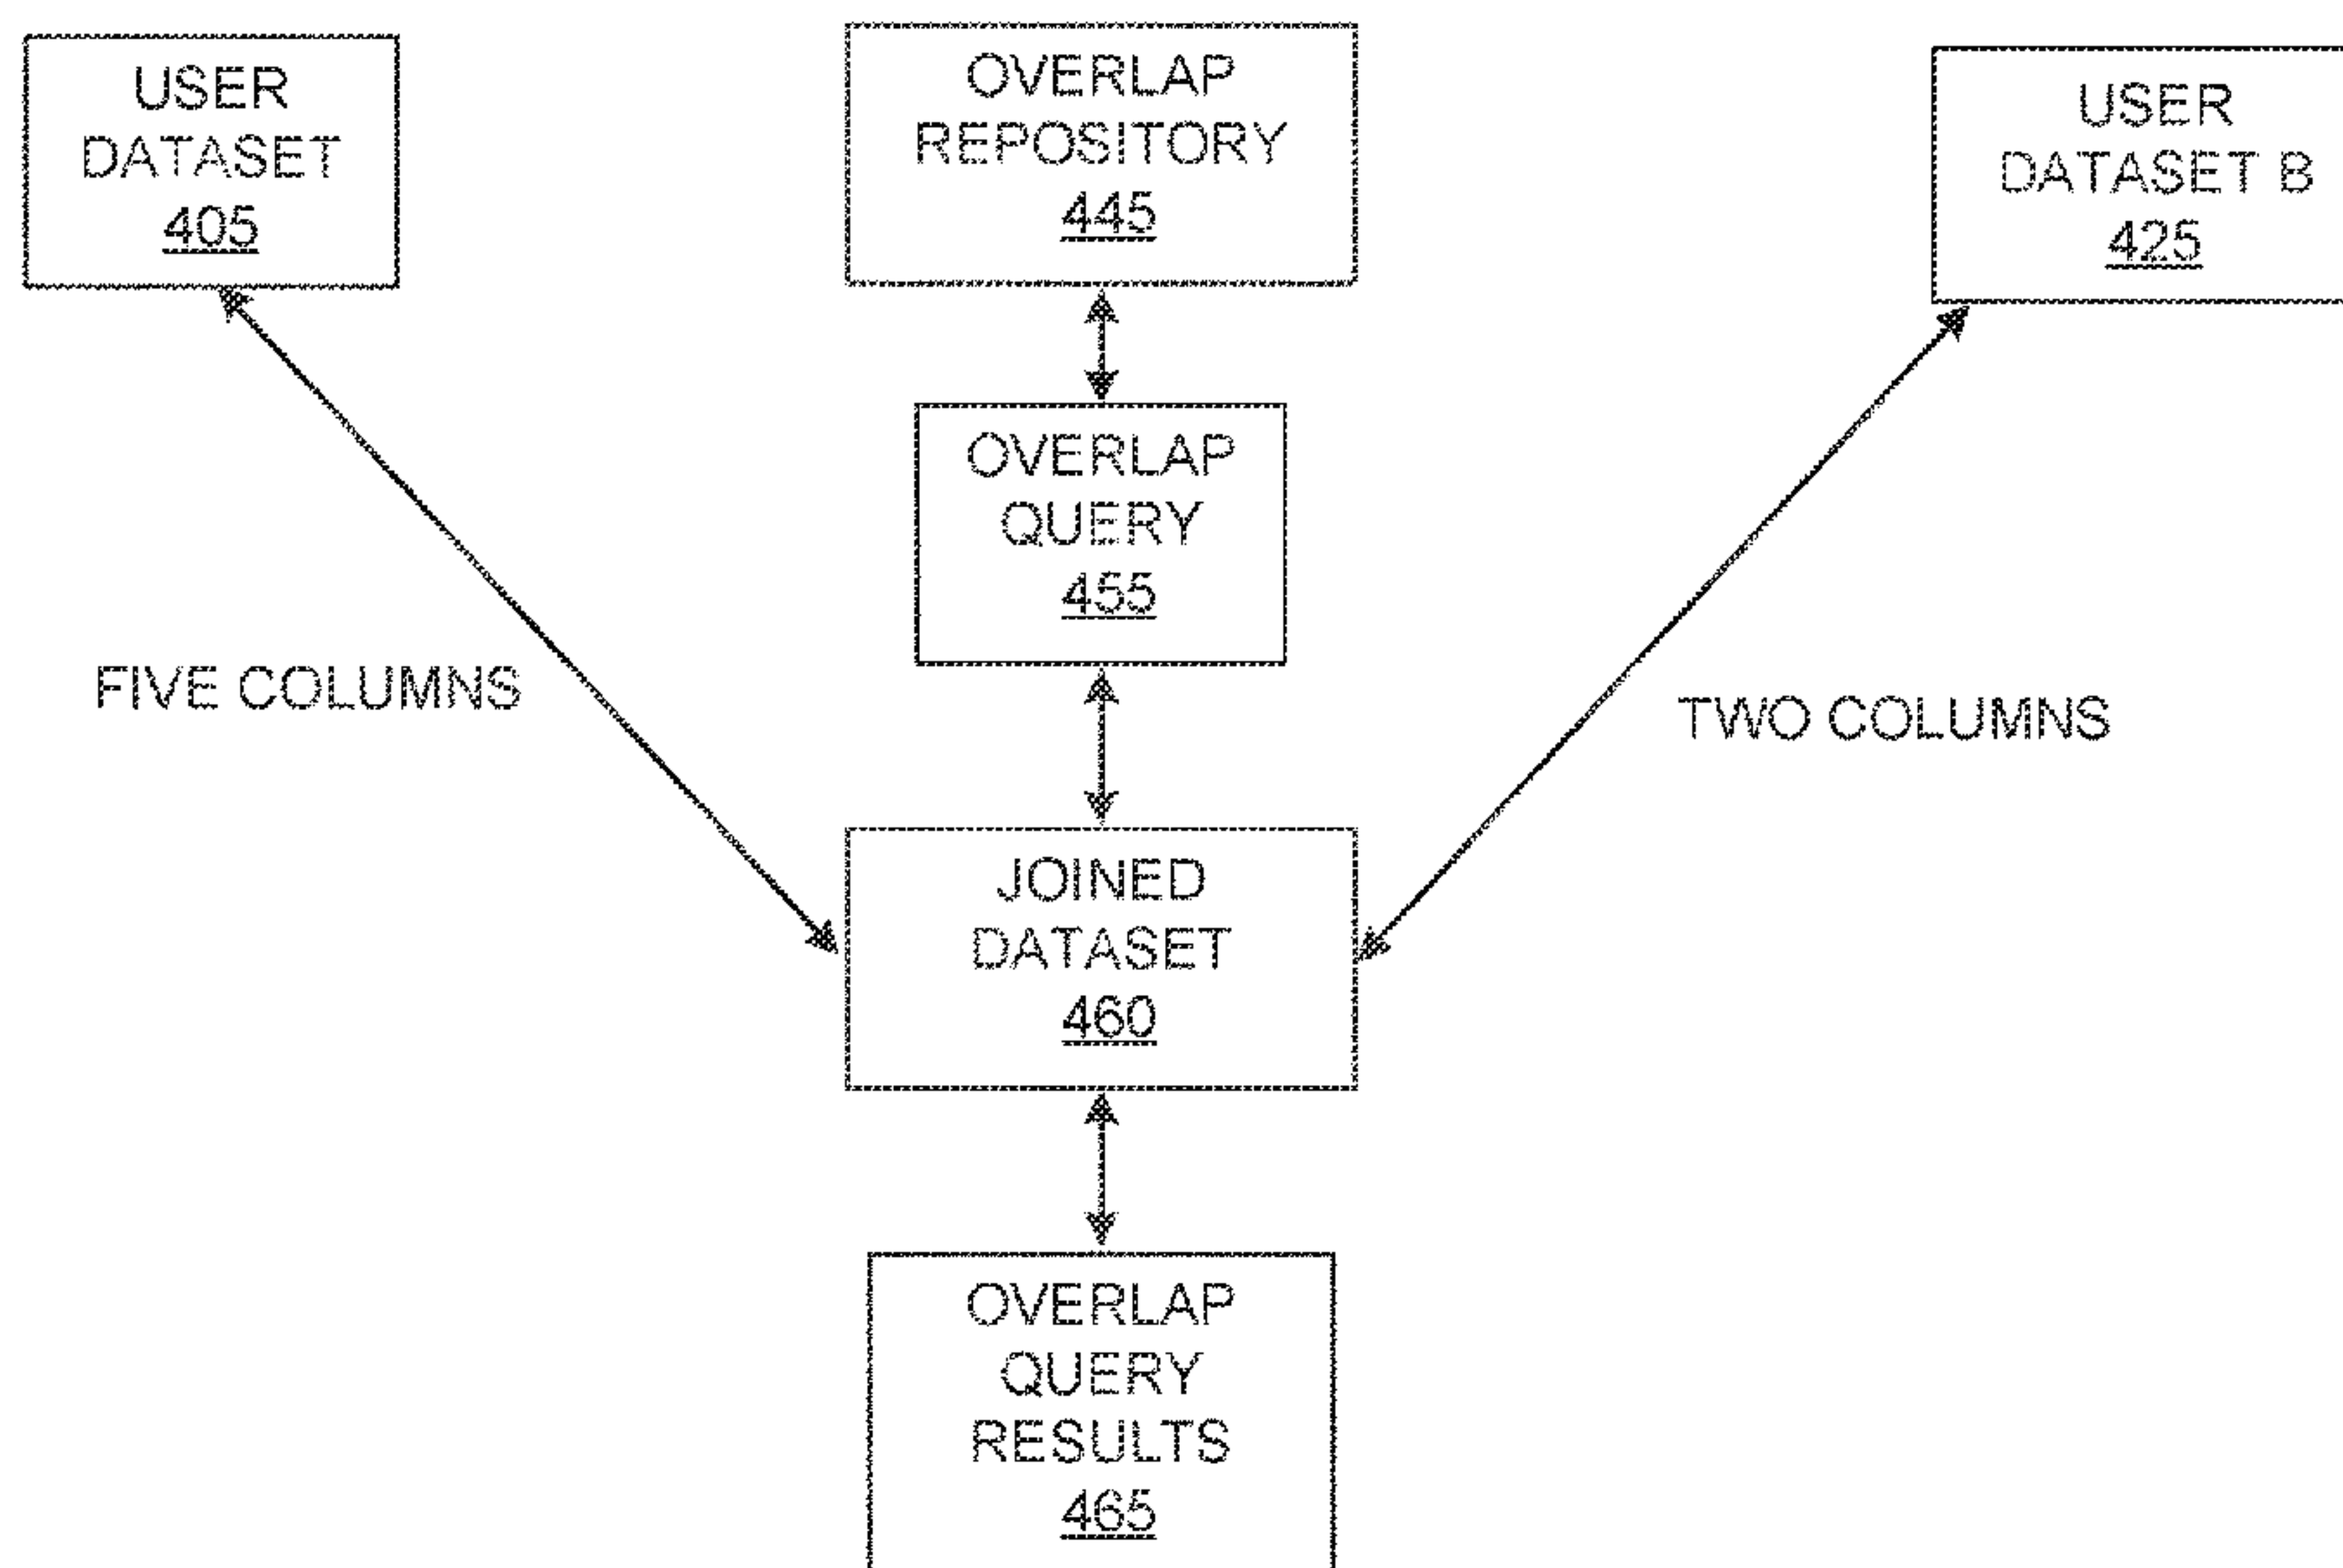 USER
DATASET
405
OVERLAP
REPOSITORY
445
USER
DATASET B
425
OVERLAP
QUERY
455
FIVE COLUMNS
TWO COLUMNS
JOINED
DATASET
460
OVERLAP
QUERY
RESULTS
465